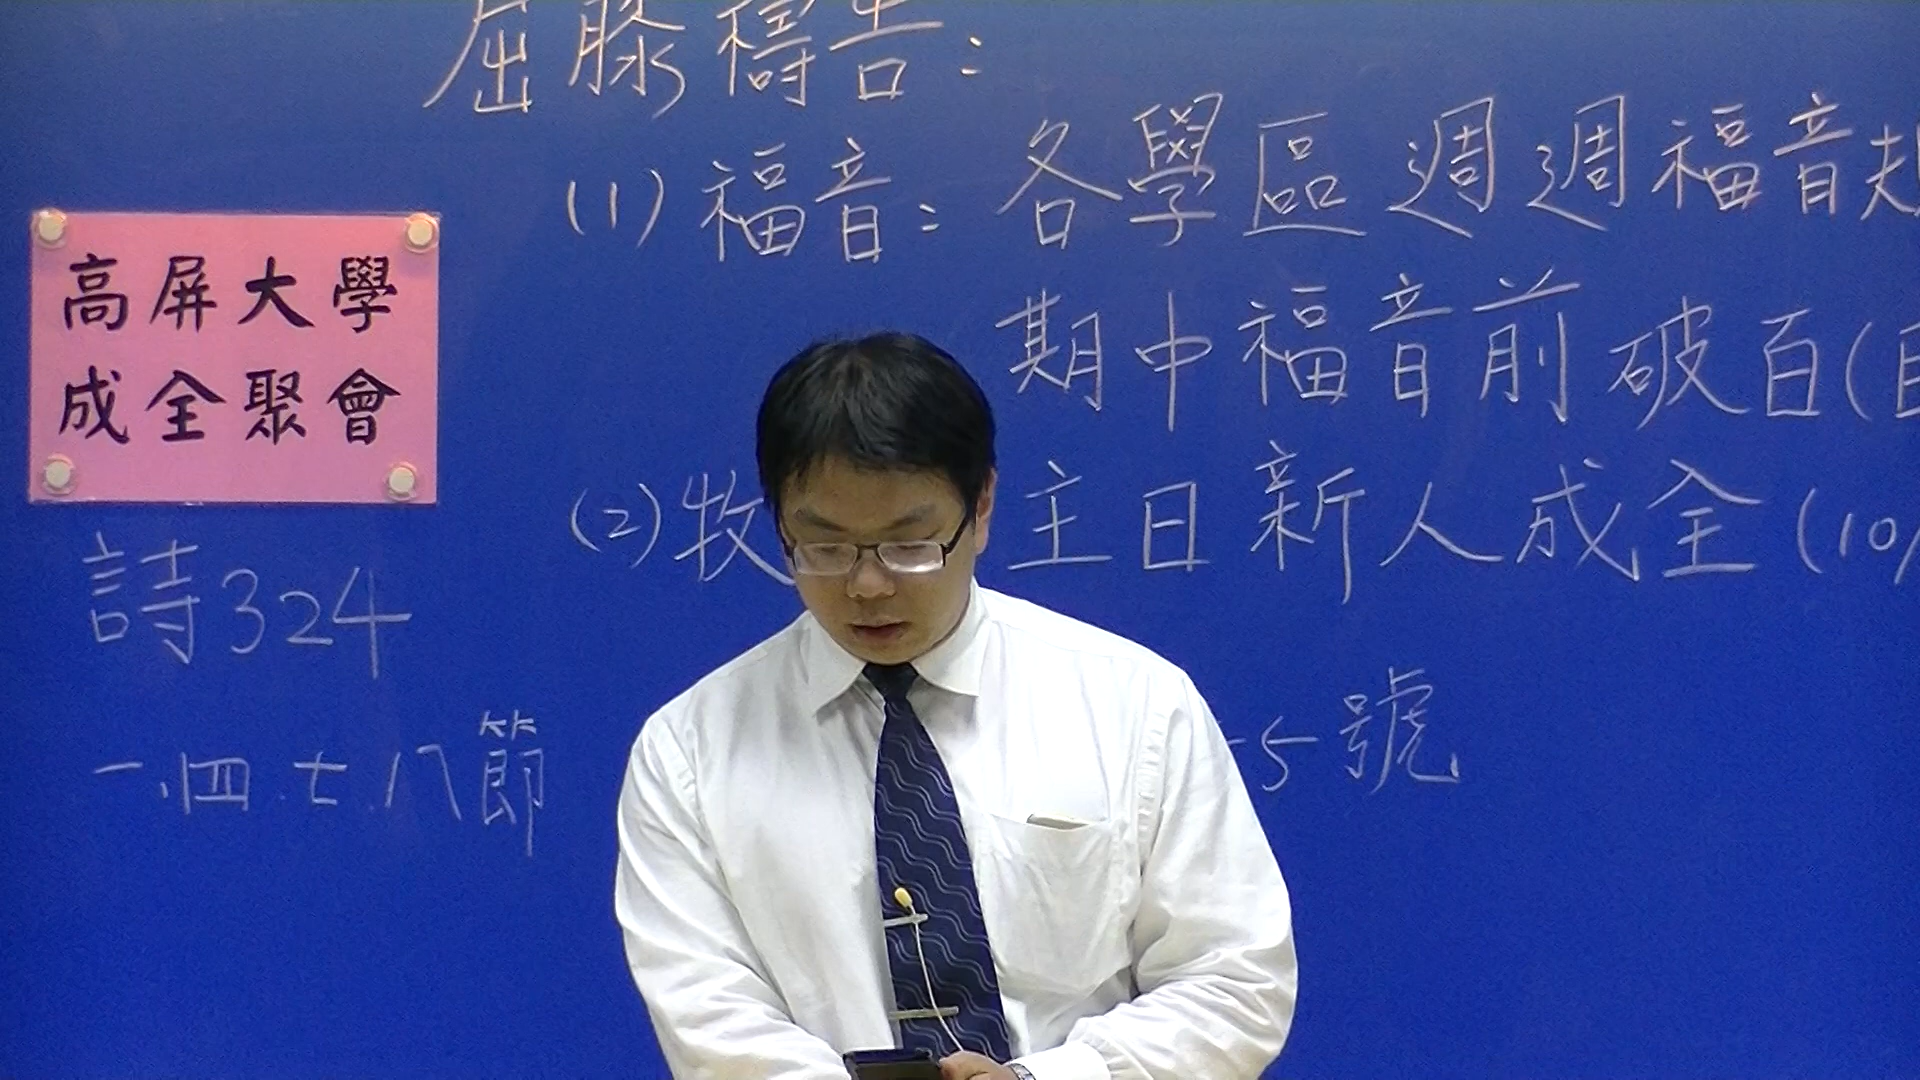 屈膝禱告：
(1) 福音：各學區週週福音
期中福音前破百(
(2) 牧 主日新人成全(10/
高屏大學
成全聚會
詩324
一.四.七.八節
5號